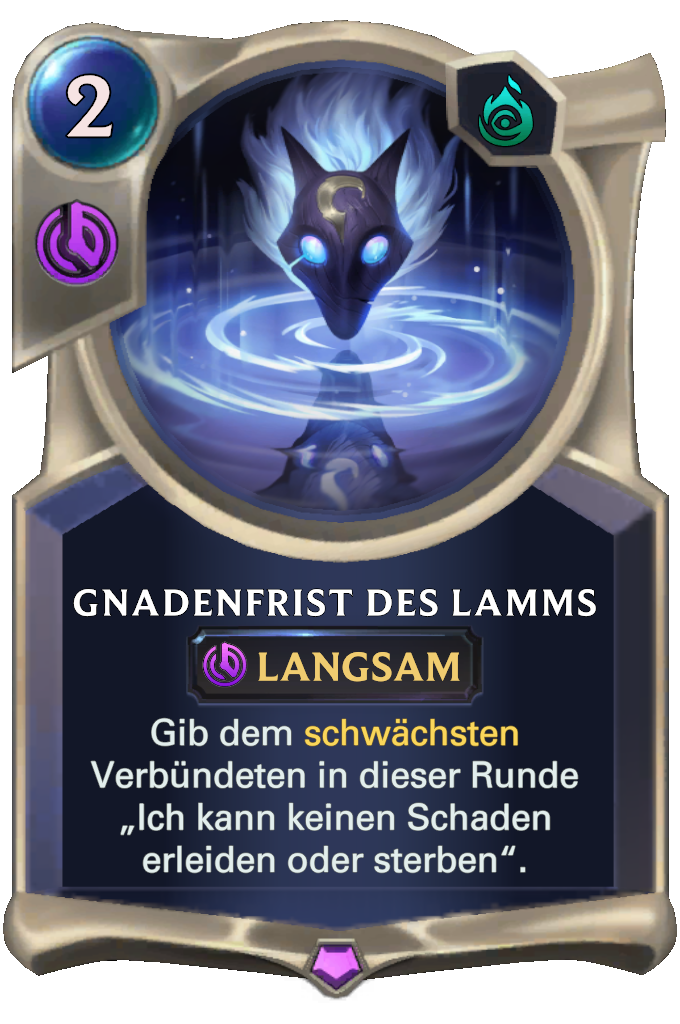 2
GNADENFRIST DES LAMMS
LANGSAM
Gib dem schwächsten
Verbündeten in dieser Runde
„Ich kann keinen Schaden
erleiden oder sterben“.